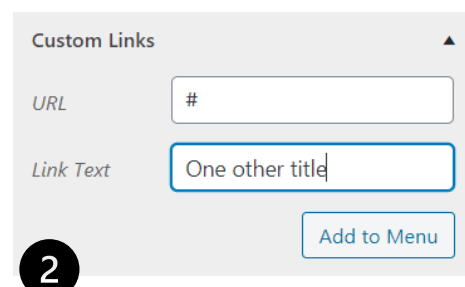 Custom Links ▲
URL #
Link Text One other title
Add to Menu
2